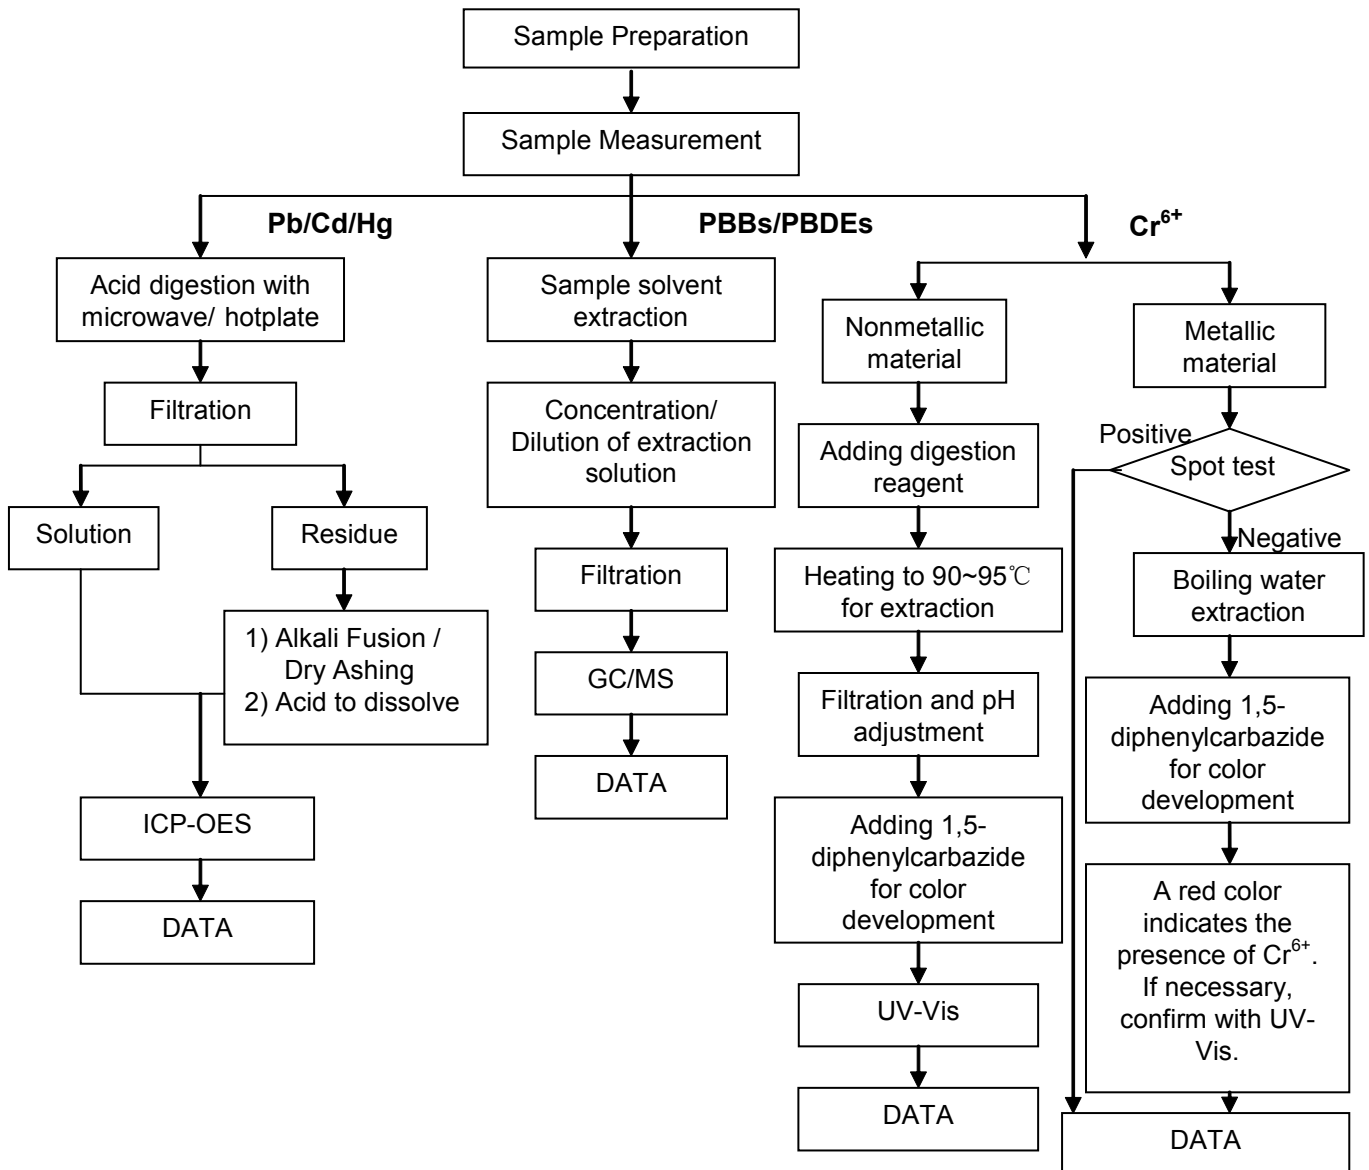 Sample Preparation
Sample Measurement
Pb/Cd/Hg
PBBs/PBDEs
Cr⁶⁺
Acid digestion with
microwave/ hotplate
Filtration
Solution
Residue
1) Alkali Fusion /
Dry Ashing
2) Acid to dissolve
ICP-OES
DATA
Sample solvent
extraction
Concentration/
Dilution of extraction
solution
Filtration
GC/MS
DATA
Nonmetallic
material
Adding digestion
reagent
Heating to 90~95℃
for extraction
Filtration and pH
adjustment
Adding 1,5-
diphenylcarbazide
for color
development
UV-Vis
DATA
Metallic
material
Positive
Spot test
Negative
Boiling water
extraction
Adding 1,5-
diphenylcarbazide
for color
development
A red color
indicates the
presence of Cr⁶⁺.
If necessary,
confirm with UV-
Vis.
DATA